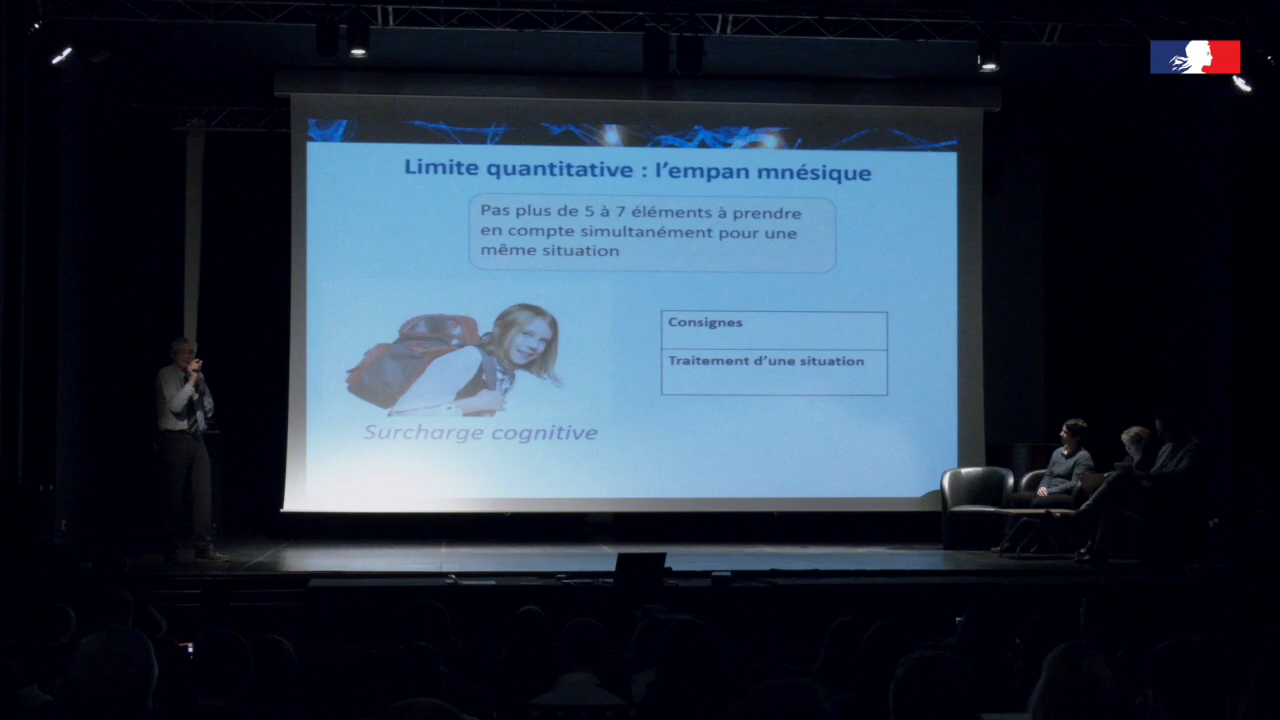 Limite quantitative : l'empan mnésique
Pas plus de 5 à 7 éléments à prendre
en compte simultanément pour une
même situation
Consignes
Traitement d'une situation
Surcharge cognitive